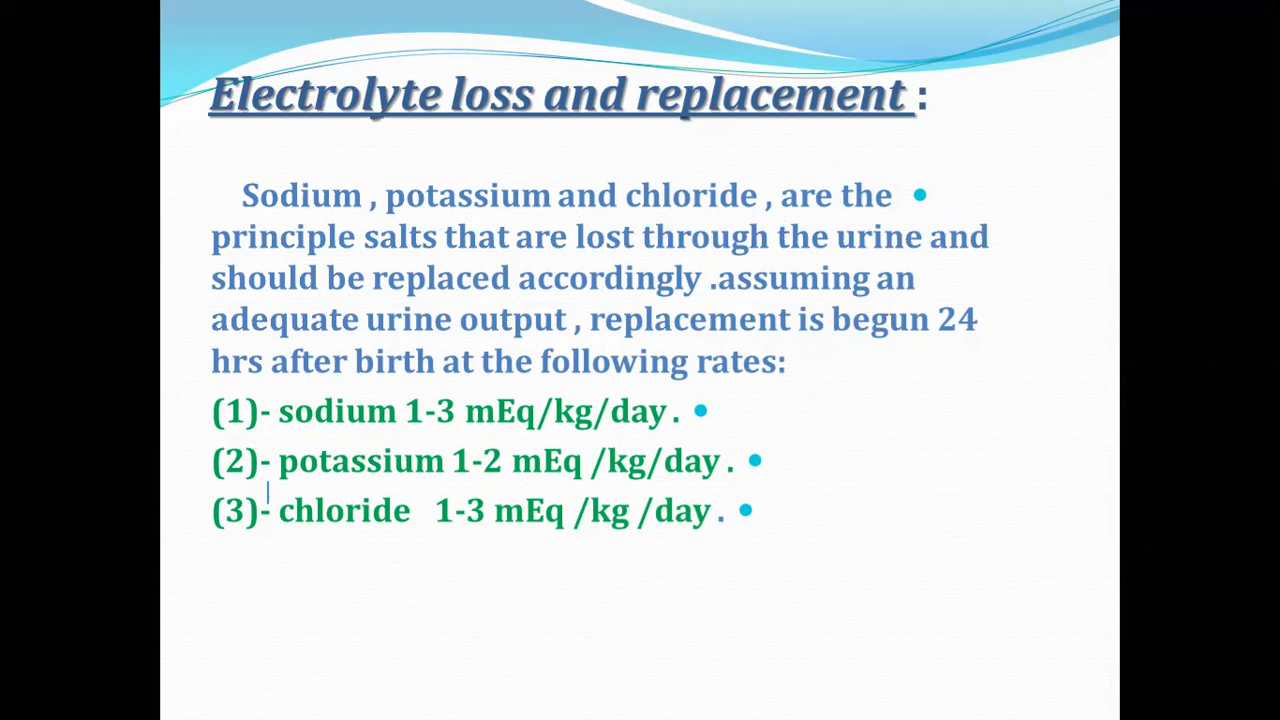 Electrolyte loss and replacement :
Sodium , potassium and chloride , are the •
principle salts that are lost through the urine and
should be replaced accordingly .assuming an
adequate urine output , replacement is begun 24
hrs after birth at the following rates:
(1)- sodium 1-3 mEq/kg/day . •
(2)- potassium 1-2 mEq /kg/day . •
(3)- chloride 1-3 mEq /kg /day . •